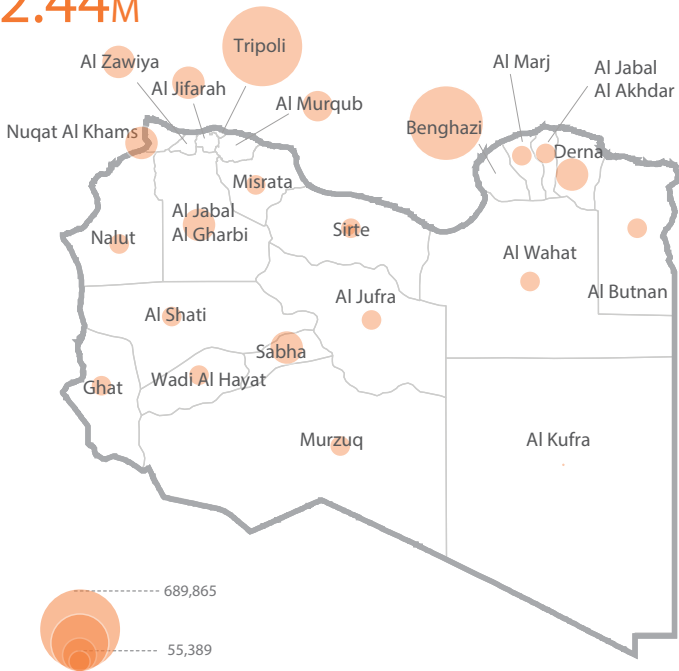 2.44M
Tripoli
Al Zawiya
Al Jifarah
Al Murqub
Al Marj
Al Jabal
Al Akhdar
Nuqat Al Khams
Benghazi
Derna
Misrata
Al Jabal
Al Gharbi
Nalut
Sirte
Al Wahat
Al Butnan
Al Jufra
Al Shati
Sabha
Wadi Al Hayat
Ghat
Murzuq
Al Kufra
689,865
55,389